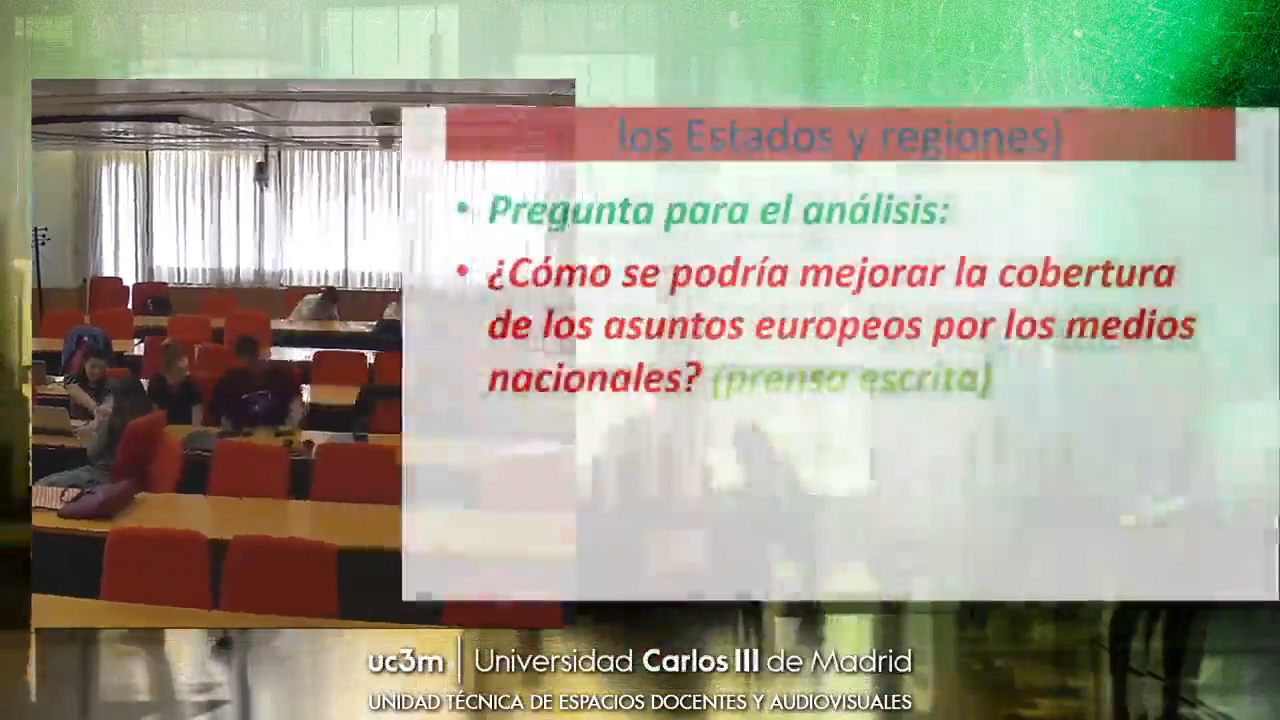 los Estados y regiones)
• Pregunta para el análisis:
• ¿Cómo se podría mejorar la cobertura
de los asuntos europeos por los medios
nacionales? (prensa escrita)
uc3m | Universidad Carlos III de Madrid
UNIDAD TÉCNICA DE ESPACIOS DOCENTES Y AUDIOVISUALES